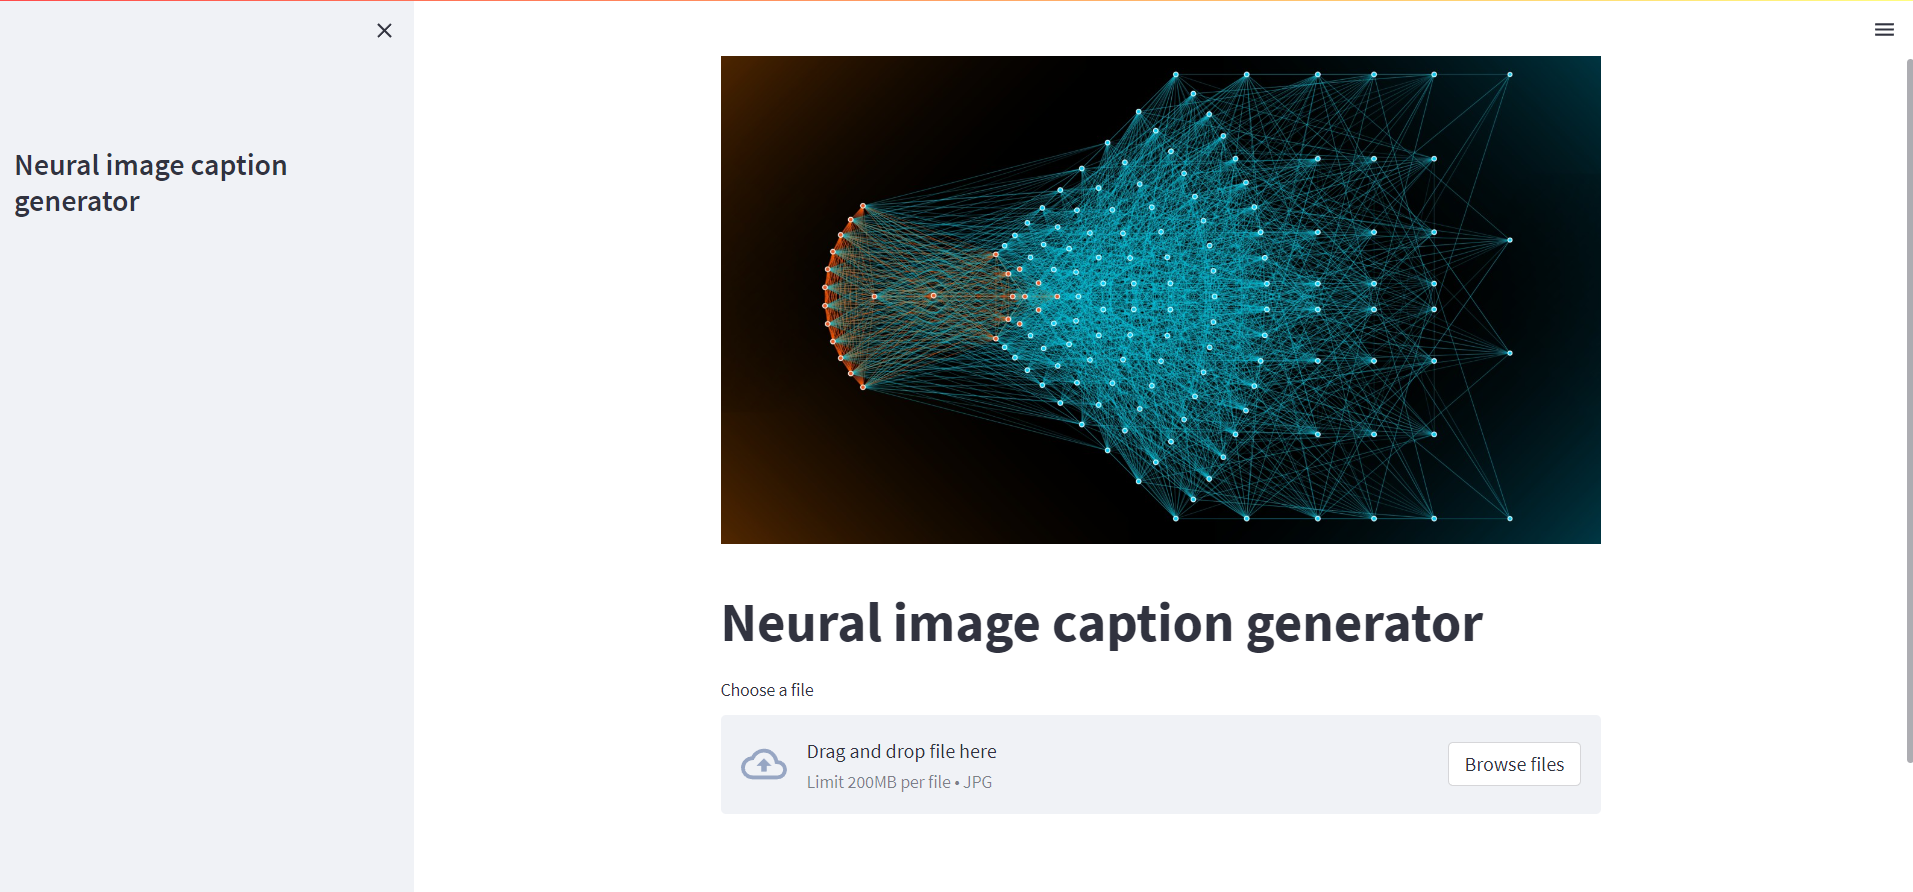 Neural image caption
generator
Neural image caption generator
Choose a file
Drag and drop file here
Limit 200MB per file • JPG
Browse files